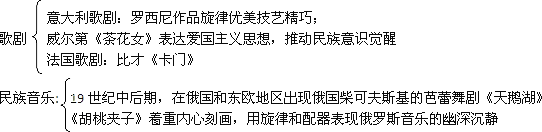 意大利歌剧：罗西尼作品旋律优美技艺精巧；
歌剧
威尔第《茶花女》表达爱国主义思想，推动民族意识觉醒
法国歌剧：比才《卡门》
民族音乐:
19世纪中后期，在俄国和东欧地区出现俄国柴可夫斯基的芭蕾舞剧《天鹅湖》
《胡桃夹子》着重内心刻画，用旋律和配器表现俄罗斯音乐的幽深沉静